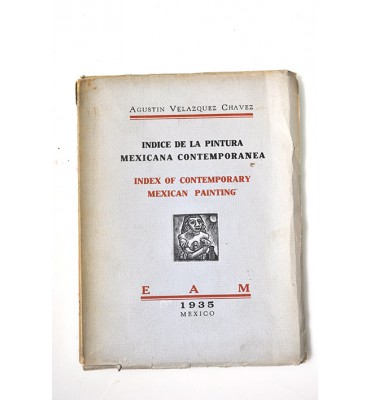 AGUSTIN VELAZQUEZ CHAVEZ
INDICE DE LA PINTURA
MEXICANA CONTEMPORANEA
INDEX OF CONTEMPORARY
MEXICAN PAINTING
E A M
1935
MEXICO